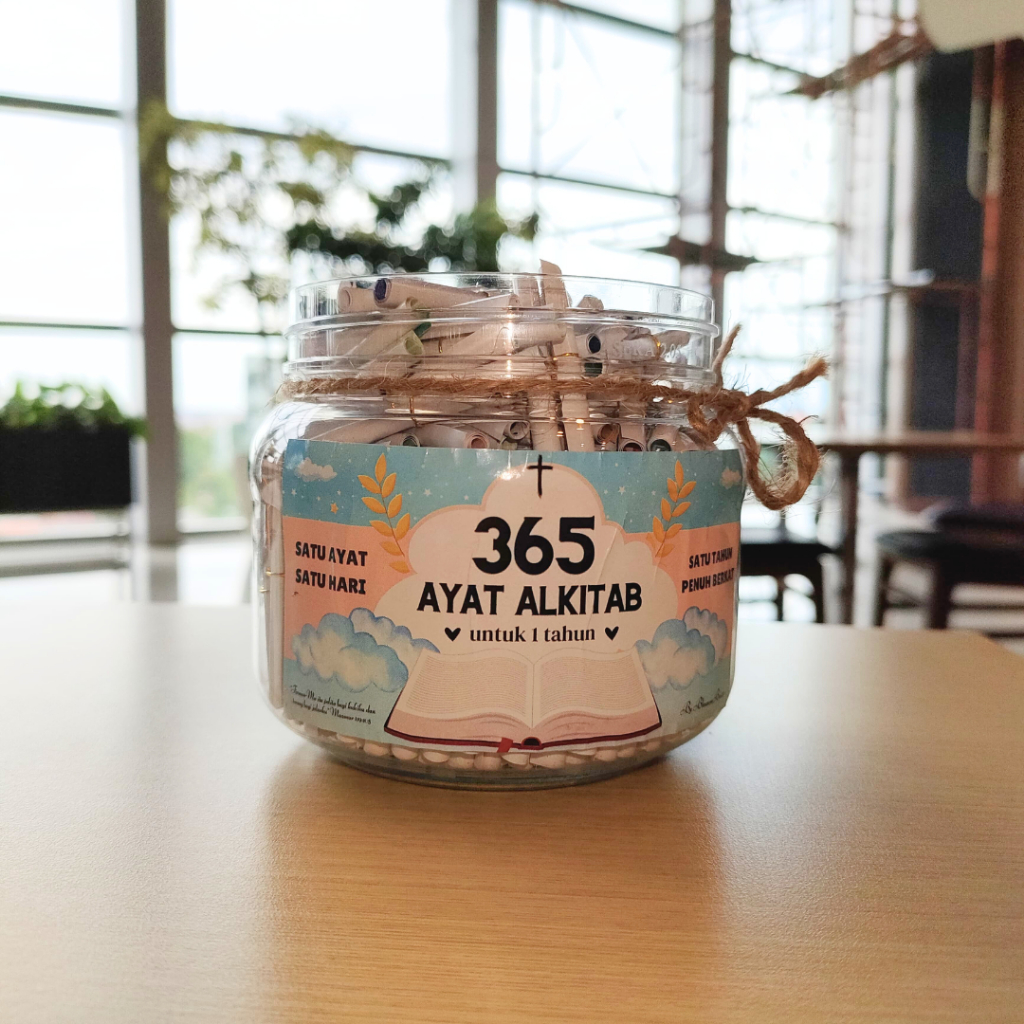 SATU AYAT
SATU HARI
365
AYAT ALKITAB
untuk 1 tahun
SATU TAHUN
PENUH BERKAT